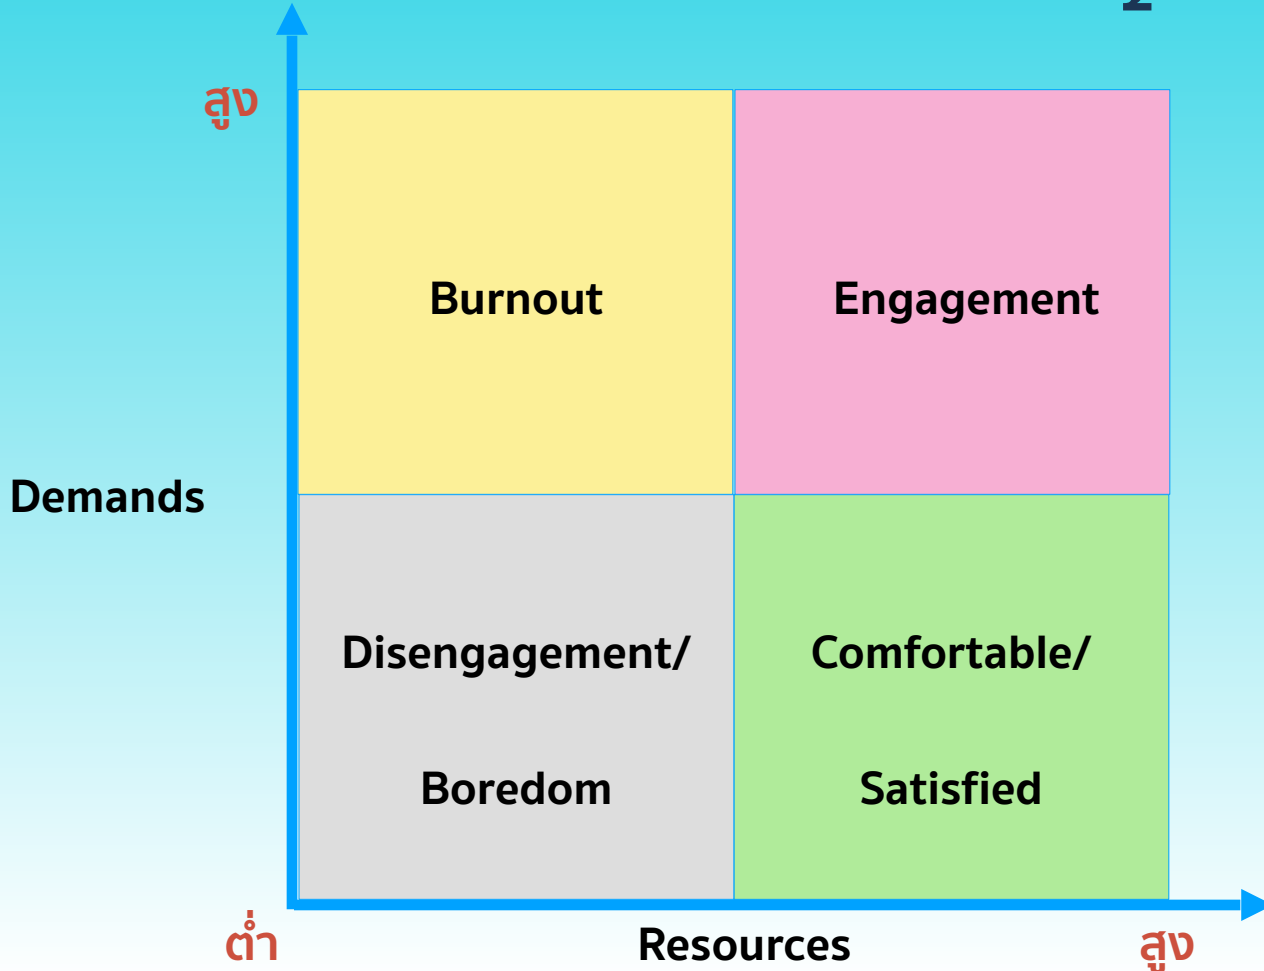 สูง
Burnout
Engagement
Demands
Disengagement/
Comfortable/
Boredom
Satisfied
ต่ำ
Resources
สูง